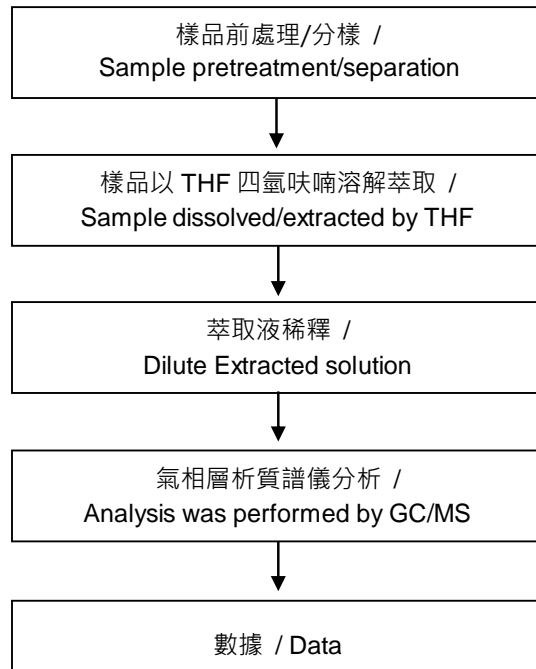 樣品前處理/分樣 /
Sample pretreatment/separation
樣品以 THF 四氫呋喃溶解萃取 /
Sample dissolved/extracted by THF
萃取液稀釋 /
Dilute Extracted solution
氣相層析質譜儀分析 /
Analysis was performed by GC/MS
數據 / Data